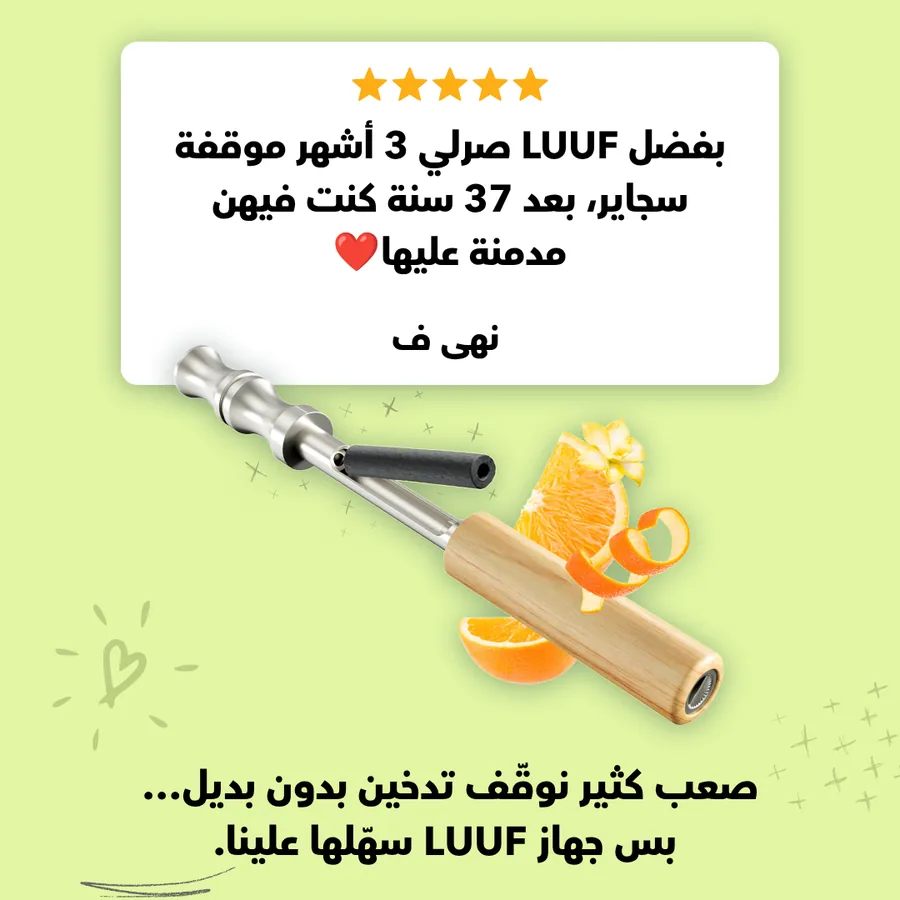 بفضل LUUF صرلي 3 أشهر موقفة
سجاير، بعد 37 سنة كنت فيهن
مدمنة عليها❤️
نهى ف
صعب كثير نوقّف تدخين بدون بديل...
بس جهاز LUUF سهّلها علينا.